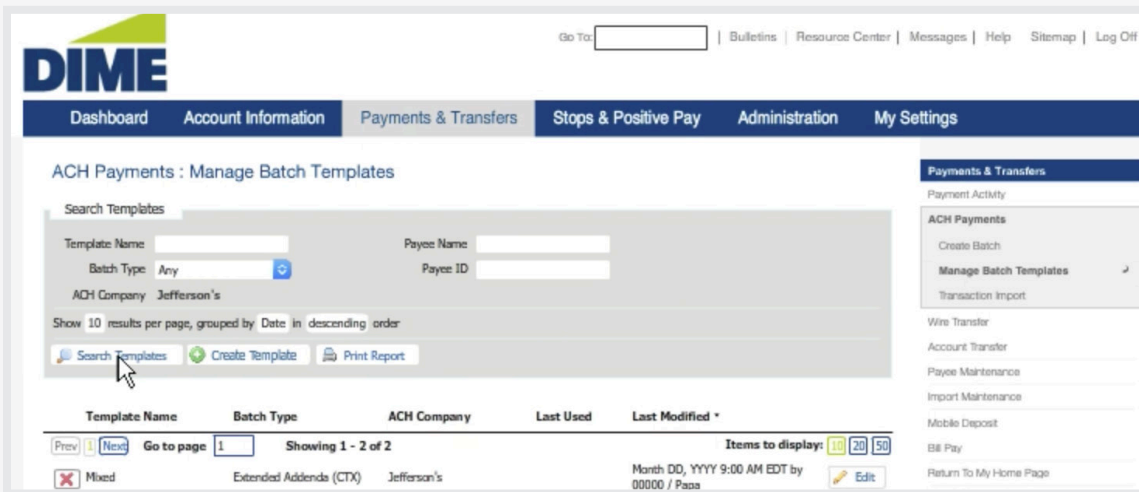 DIME
Go To: | Bulletins | Resource Center | Messages | Help Sitemap | Log Off
Dashboard Account Information Payments & Transfers Stops & Positive Pay Administration My Settings
ACH Payments : Manage Batch Templates
Search Templates
Template Name Payee Name
Batch Type Any Payee ID
ACH Company Jefferson's
Show 10 results per page, grouped by Date in descending order
Search Templates Create Template Print Report
Template Name Batch Type ACH Company Last Used Last Modified
Prev 1 Next Go to page 1 Showing 1 - 2 of 2 Items to display: 10 20 50
Mixed Extended Addenda (CTX) Jefferson's Month DD, YYYY 9:00 AM EDT by Edit
00000 / Papa
Payments & Transfers
Payment Activity
ACH Payments
Create Batch
Manage Batch Templates
Transaction Import
Wire Transfer
Account Transfer
Payee Maintenance
Import Maintenance
Mobile Deposit
Bill Pay
Return To My Home Page